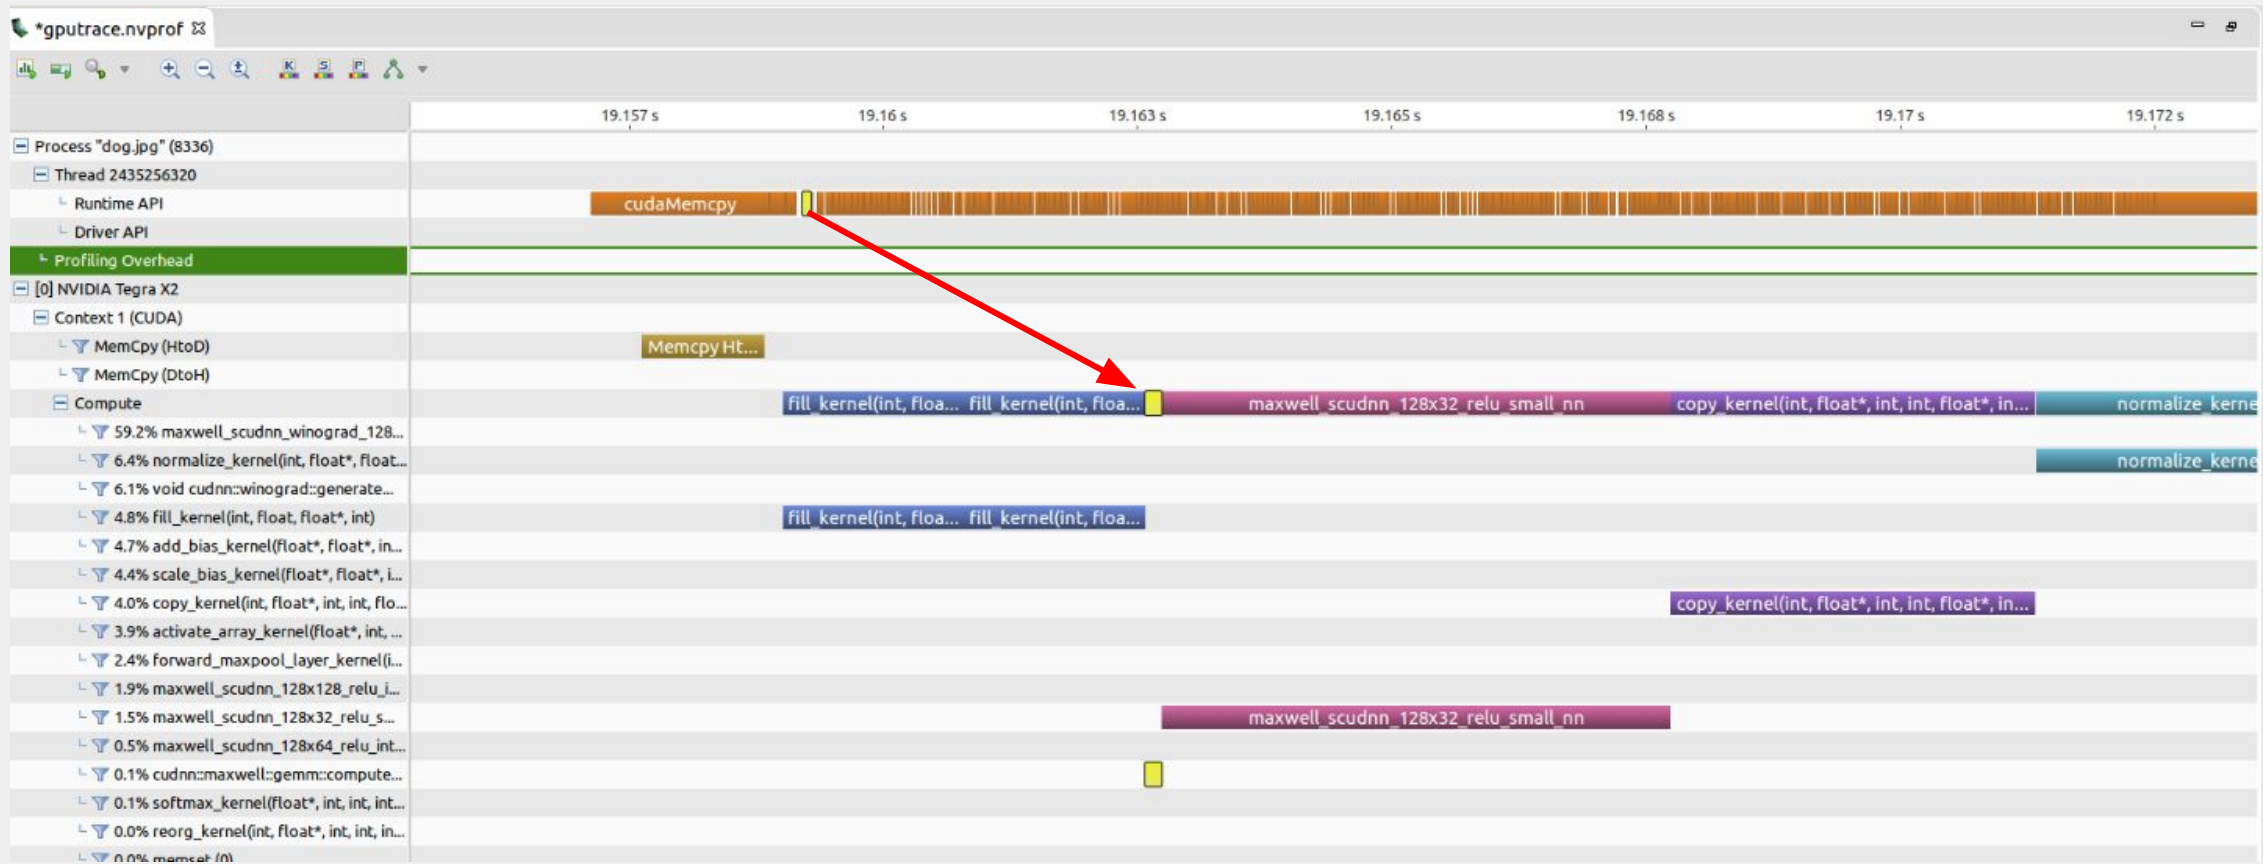 *gputrace.nvprof
19.157 s 19.16 s 19.163 s 19.165 s 19.168 s 19.17 s 19.172 s
Process "dog.jpg" (8336)
Thread 2435256320
Runtime API cudaMemcpy
Driver API
Profiling Overhead
[0] NVIDIA Tegra X2
Context 1 (CUDA)
MemCpy (HtoD) Memcpy Ht...
MemCpy (DtoH)
Compute fill_kernel(int, floa... fill_kernel(int, floa... maxwell_scudnn_128x32_relu_small_nn copy_kernel(int, float*, int, int, float*, in... normalize_kerne
59.2% maxwell_scudnn_winograd_128...
6.4% normalize_kernel(int, float*, float... normalize_kerne
6.1% void cudnn::winograd::generate...
4.8% fill_kernel(int, float, float*, int) fill_kernel(int, floa... fill_kernel(int, floa...
4.7% add_bias_kernel(float*, float*, in...
4.4% scale_bias_kernel(float*, float*, i...
4.0% copy_kernel(int, float*, int, int, flo... copy_kernel(int, float*, int, int, float*, in...
3.9% activate_array_kernel(float*, int, ...
2.4% forward_maxpool_layer_kernel(i...
1.9% maxwell_scudnn_128x128_relu_i...
1.5% maxwell_scudnn_128x32_relu_s... maxwell_scudnn_128x32_relu_small_nn
0.5% maxwell_scudnn_128x64_relu_int...
0.1% cudnn::maxwell::gemm::compute...
0.1% softmax_kernel(float*, int, int, int...
0.0% reorg_kernel(int, float*, int, int, in...
0.0% memset (0)